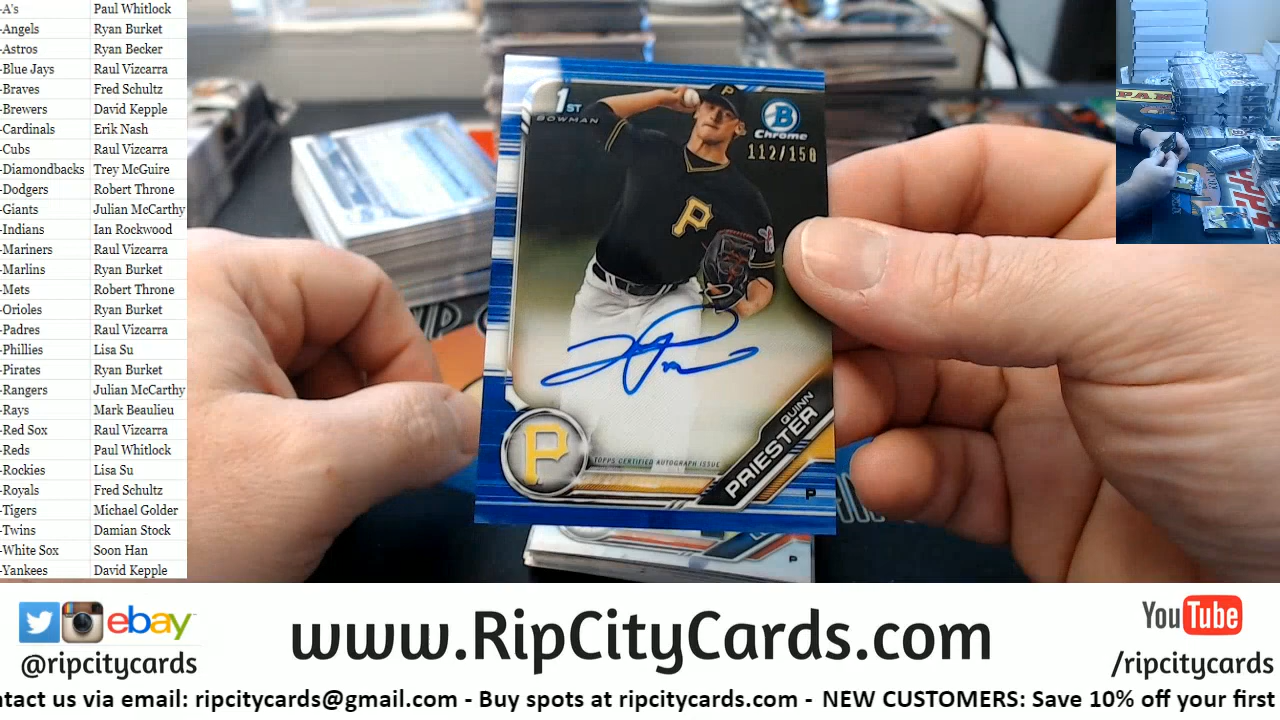 -A's Paul Whitlock
-Angels Ryan Burket
-Astros Ryan Becker
-Blue Jays Raul Vizcarra
-Braves Fred Schultz
-Brewers David Kepple
-Cardinals Erik Nash
-Cubs Raul Vizcarra
-Diamondbacks Trey McGuire
-Dodgers Robert Throne
-Giants Julian McCarthy
-Indians Ian Rockwood
-Mariners Raul Vizcarra
-Marlins Ryan Burket
-Mets Robert Throne
-Orioles Ryan Burket
-Padres Raul Vizcarra
-Phillies Lisa Su
-Pirates Ryan Burket
-Rangers Julian McCarthy
-Rays Mark Beaulieu
-Red Sox Raul Vizcarra
-Reds Paul Whitlock
-Rockies Lisa Su
-Royals Fred Schultz
-Tigers Michael Golder
-Twins Damian Stock
-White Sox Soon Han
-Yankees David Kepple
1ST
BOWMAN
P
B
Chrome
112/150
P
P
TOPPS CERTIFIED AUTOGRAPH ISSUE
QUINN
PRIESTER
P
P
ebay
@ripcitycards
www.RipCityCards.com
YouTube
/ripcitycards
ntact us via email: ripcitycards@gmail.com - Buy spots at ripcitycards.com - NEW CUSTOMERS: Save 10% off your first